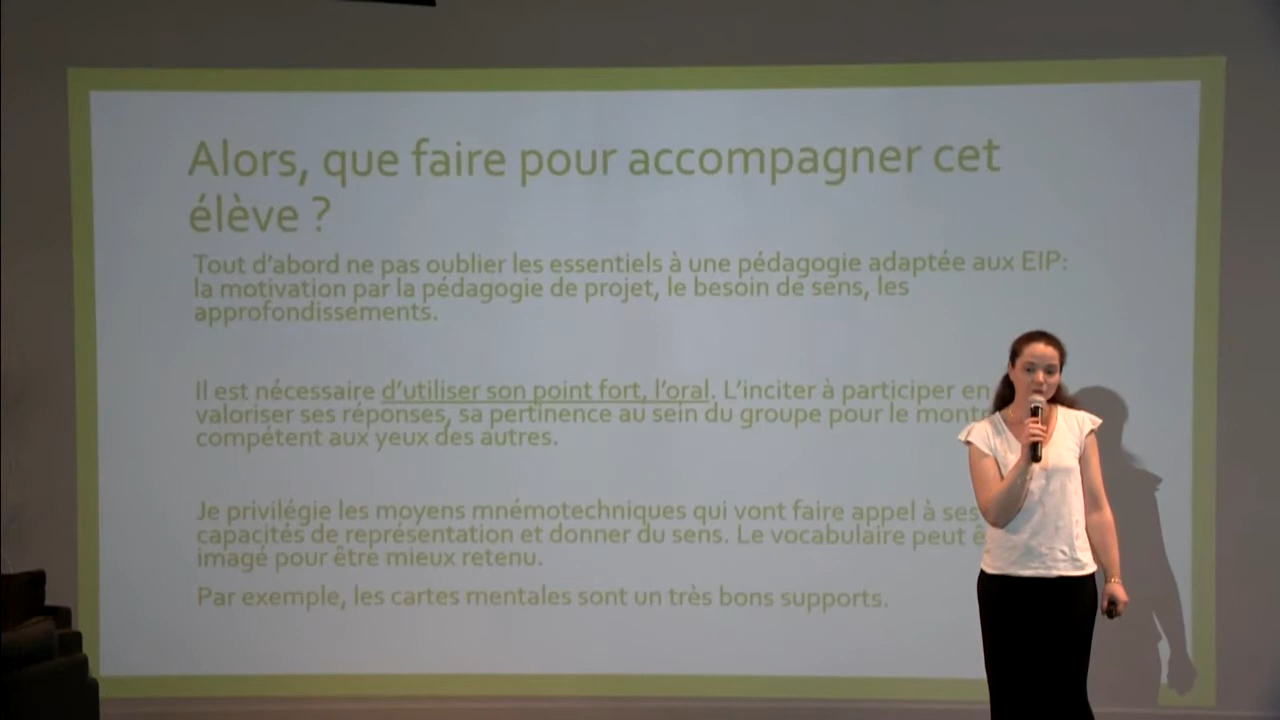 Alors, que faire pour accompagner cet
élève ?
Tout d'abord ne pas oublier les essentiels à une pédagogie adaptée aux EIP:
la motivation par la pédagogie de projet, le besoin de sens, les
approfondissements.
Il est nécessaire d'utiliser son point fort, l'oral. L'inciter à participer en
valoriser ses réponses, sa pertinence au sein du groupe pour le
compétent aux yeux des autres.
Je privilégie les moyens mnémotechniques qui vont faire appel à ses
capacités de représentation et donner du sens. Le vocabulaire peut
imagé pour être mieux retenu.
Par exemple, les cartes mentales sont un très bons supports.